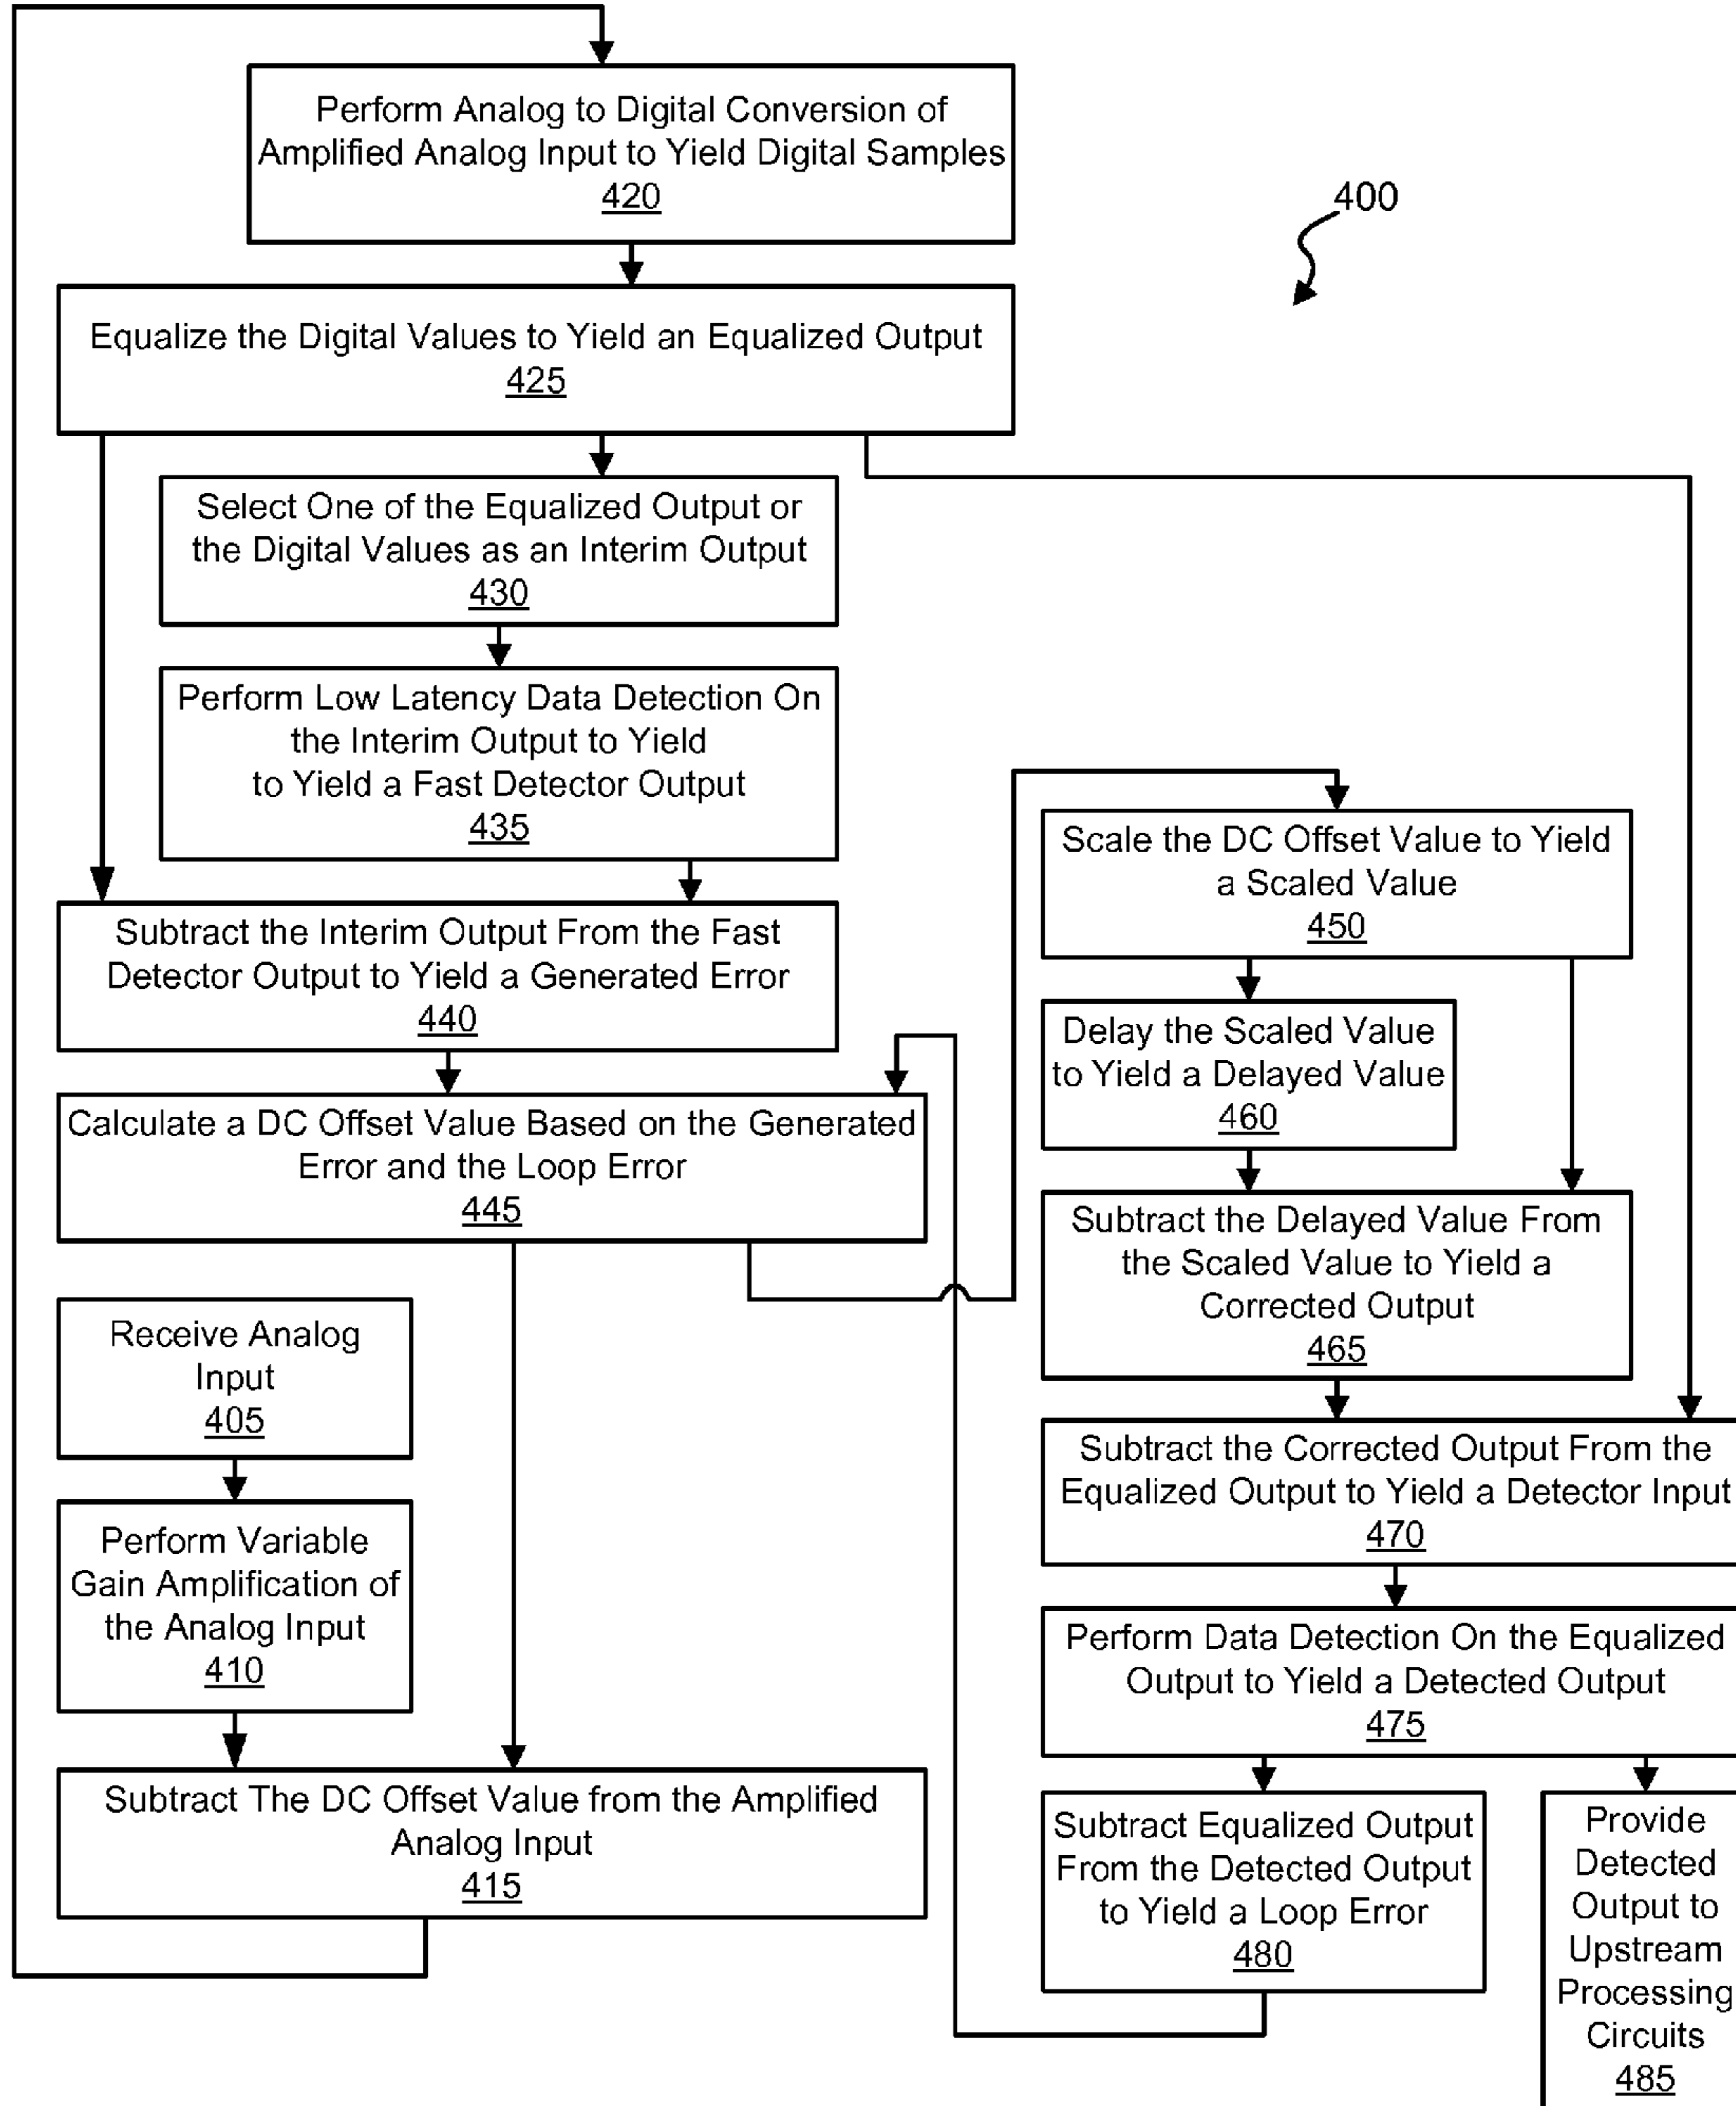 Perform Analog to Digital Conversion of
Amplified Analog Input to Yield Digital Samples
420
400
Equalize the Digital Values to Yield an Equalized Output
425
Select One of the Equalized Output or
the Digital Values as an Interim Output
430
Perform Low Latency Data Detection On
the Interim Output to Yield
to Yield a Fast Detector Output
435
Subtract the Interim Output From the Fast
Detector Output to Yield a Generated Error
440
Calculate a DC Offset Value Based on the Generated
Error and the Loop Error
445
Receive Analog
Input
405
Perform Variable
Gain Amplification of
the Analog Input
410
Subtract The DC Offset Value from the Amplified
Analog Input
415
Scale the DC Offset Value to Yield
a Scaled Value
450
Delay the Scaled Value
to Yield a Delayed Value
460
Subtract the Delayed Value From
the Scaled Value to Yield a
Corrected Output
465
Subtract the Corrected Output From the
Equalized Output to Yield a Detector Input
470
Perform Data Detection On the Equalized
Output to Yield a Detected Output
475
Subtract Equalized Output
From the Detected Output
to Yield a Loop Error
480
Provide
Detected
Output to
Upstream
Processing
Circuits
485